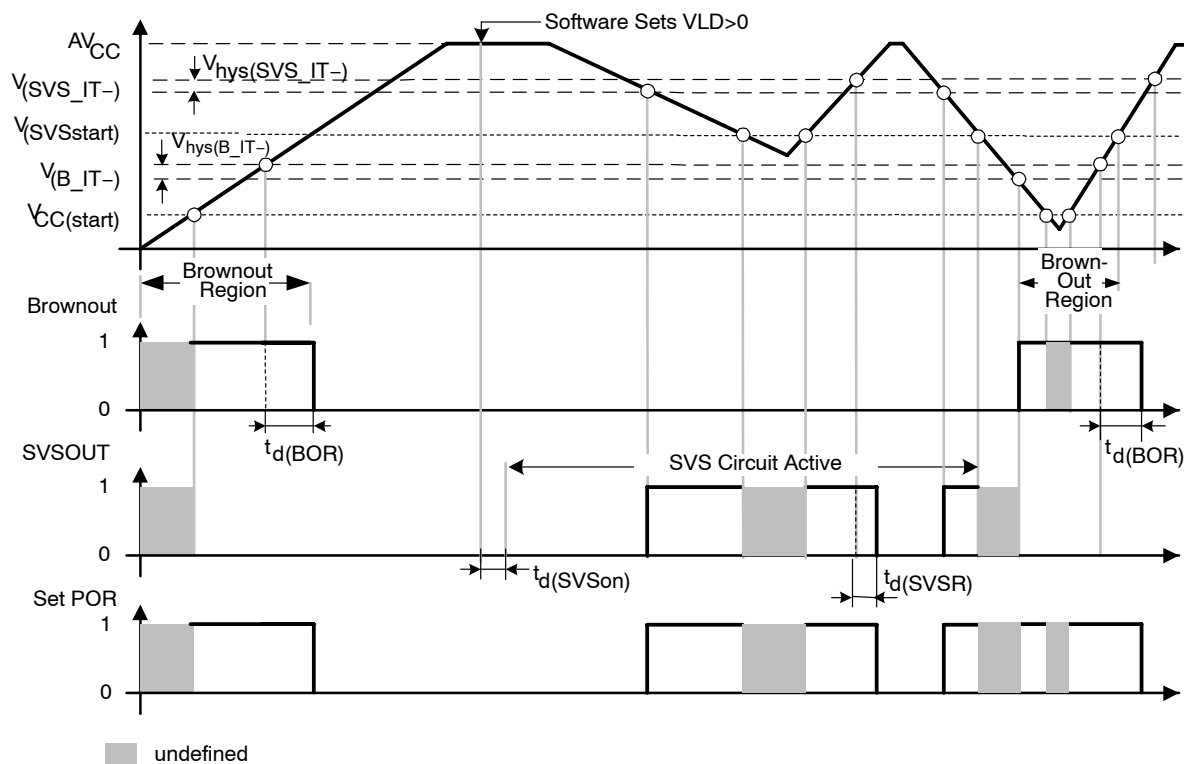 Software Sets VLD>0
AVCC
Vhys(SVS_IT−)
V(SVS_IT−)
V(SVSstart)
Vhys(B_IT−)
V(B_IT−)
VCC(start)
Brownout
Region
Brown-
Out
Region
Brownout
1
0
td(BOR)
td(BOR)
SVSOUT
SVS Circuit Active
1
0
td(SVSon)
td(SVSR)
Set POR
1
0
undefined